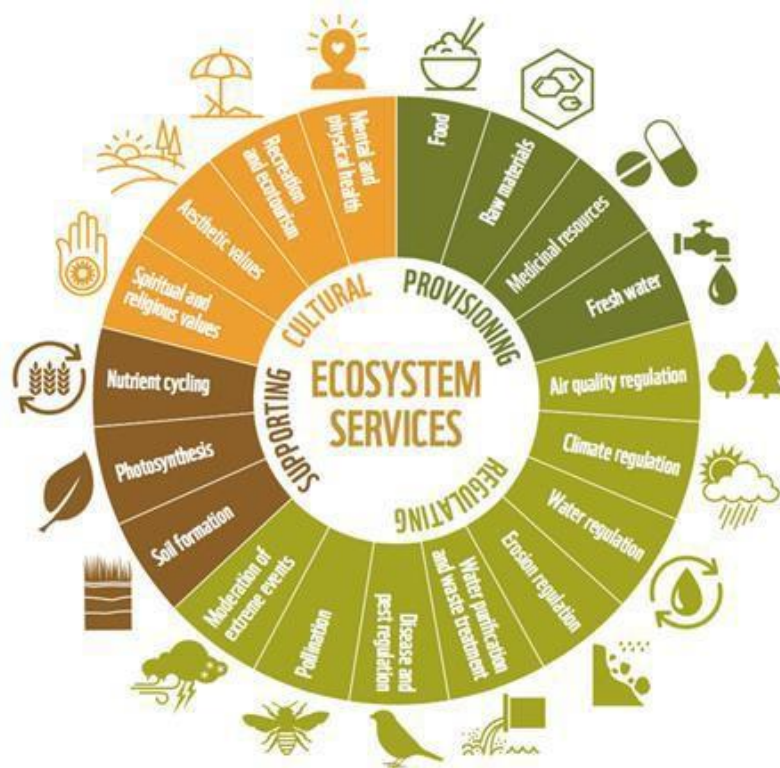 ECOSYSTEM
SERVICES
PROVISIONING
Food
Raw materials
Medicinal resources
Fresh water
REGULATING
Air quality regulation
Climate regulation
Water regulation
Erosion regulation
Water purification
and waste treatment
Disease and
pest regulation
Pollination
Moderation of
extreme events
SUPPORTING
Soil formation
Photosynthesis
Nutrient cycling
CULTURAL
Spiritual and
religious values
Aesthetic values
Recreation
and ecotourism
Mental and
physical health